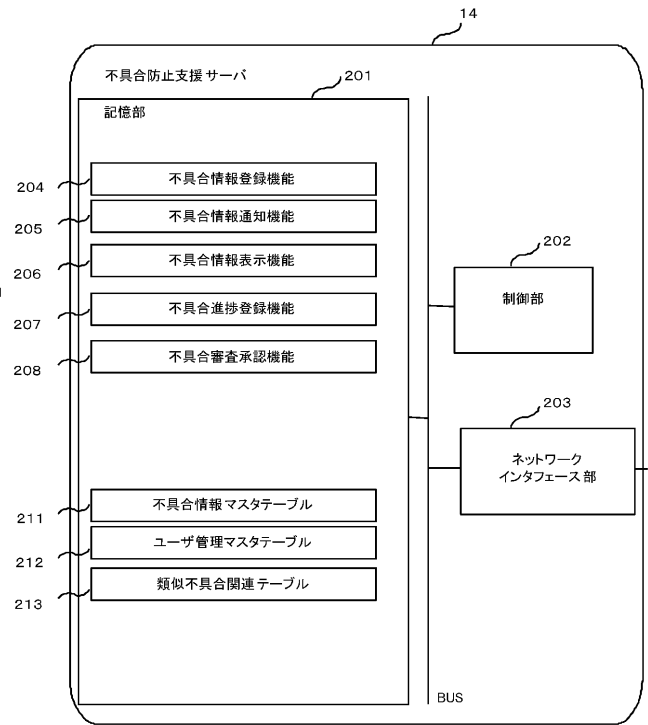 14
不具合防止支援サーバ
201
記憶部
204
不具合情報登録機能
205
不具合情報通知機能
206
不具合情報表示機能
207
不具合進捗登録機能
208
不具合審査承認機能
202
制御部
203
ネットワーク
インタフェース部
211
不具合情報マスタテーブル
212
ユーザ管理マスタテーブル
213
類似不具合関連テーブル
BUS